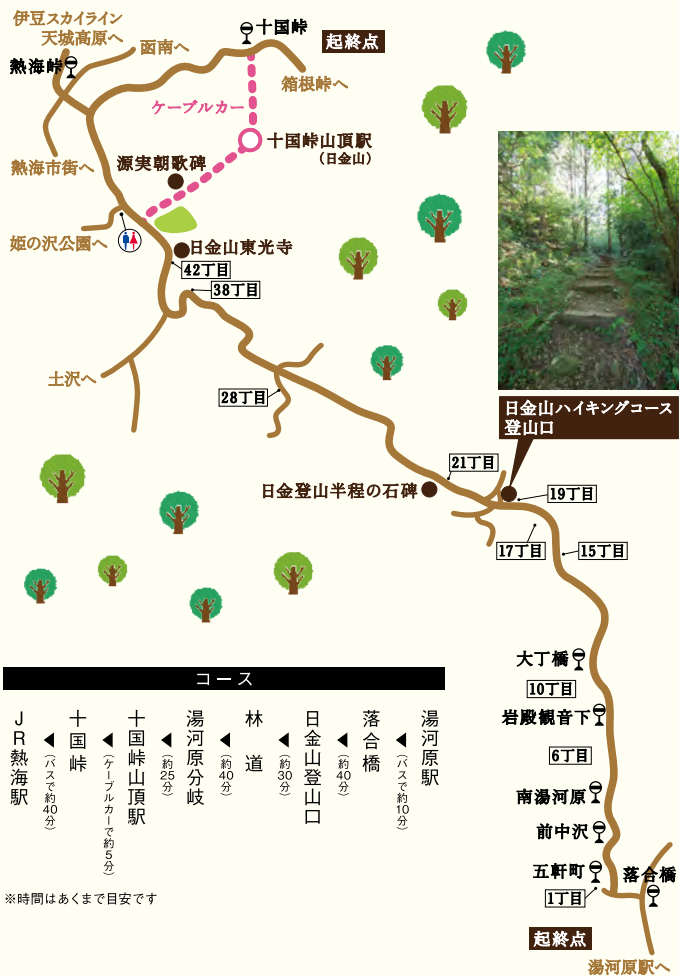 伊豆スカイライン
天城高原へ
函南へ
十国峠
起終点
熱海峠
箱根峠へ
ケーブルカー
十国峠山頂駅
（日金山）
熱海市街へ
源実朝歌碑
姫の沢公園へ
日金山東光寺
42丁目
38丁目
土沢へ
28丁目
日金山ハイキングコース
登山口
21丁目
日金登山半程の石碑
19丁目
17丁目
15丁目
大丁橋
10丁目
岩殿観音下
6丁目
南湯河原
前中沢
五軒町
落合橋
1丁目
起終点
湯河原駅へ
コース
湯河原駅
◀（バスで約10分）
落合橋
◀（約40分）
日金山登山口
◀（約30分）
林道
◀（約40分）
湯河原分岐
◀（約25分）
十国峠山頂駅
◀（ケーブルカーで約5分）
十国峠
◀（バスで約40分）
JR熱海駅
※時間はあくまで目安です